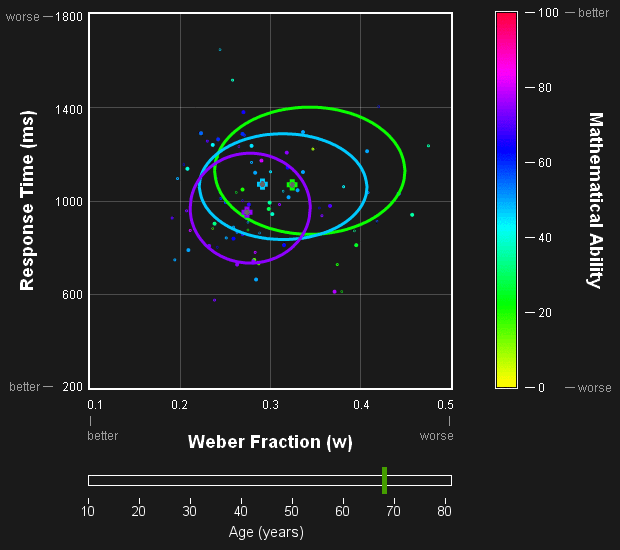 worse 1800
1400
1000
600
better 200
Response Time (ms)
0.1 0.2 0.3 0.4 0.5
better worse
Weber Fraction (w)
10 20 30 40 50 60 70 80
Age (years)
100 better
80
60
40
20
0 worse
Mathematical Ability